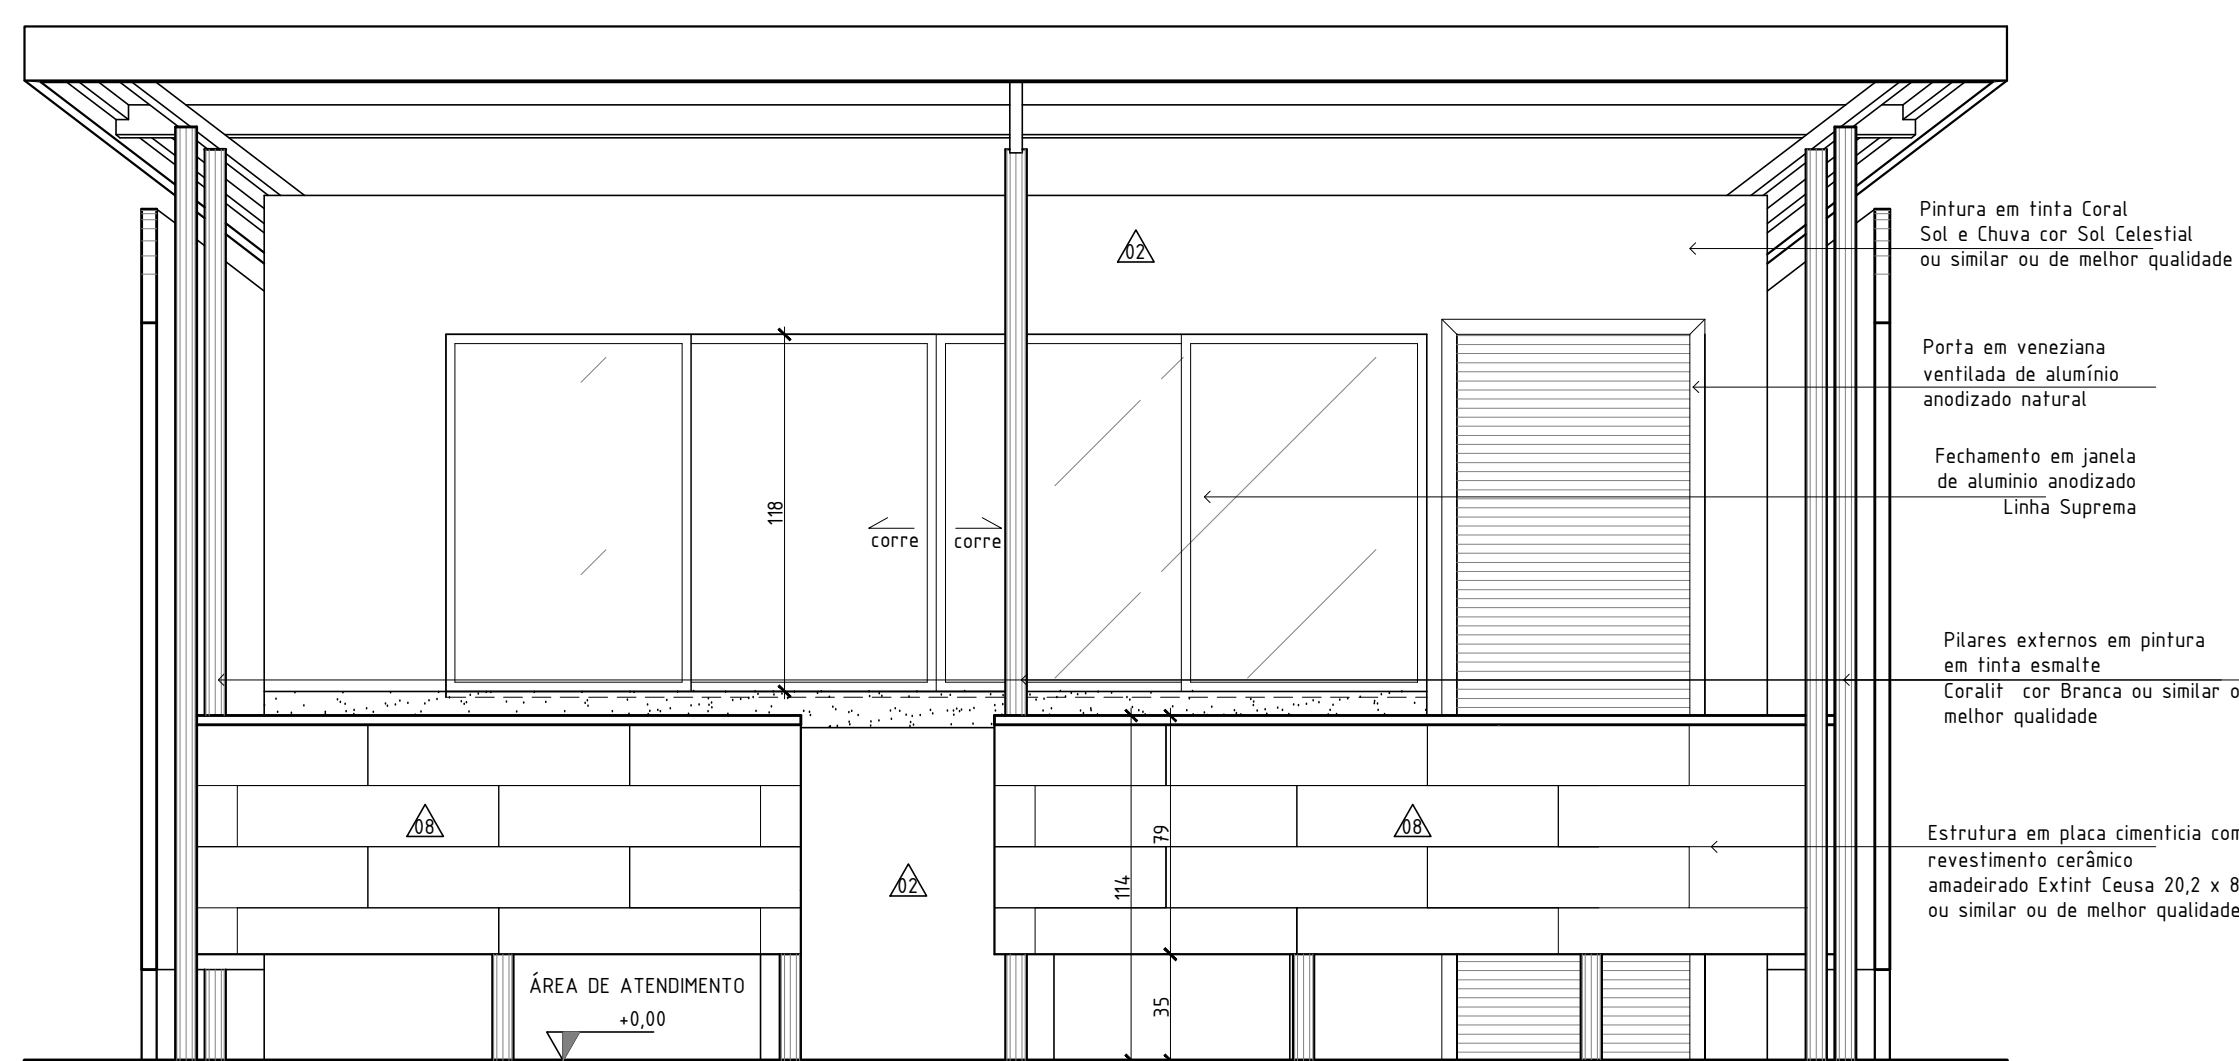 02
Pintura em tinta Coral
Sol e Chuva cor Sol Celestial
ou similar ou de melhor qualidade
Porta em veneziana
ventilada de alumínio
anodizado natural
Fechamento em janela
de aluminio anodizado
Linha Suprema
118
corre
corre
Pilares externos em pintura
em tinta esmalte
Coralit cor Branca ou similar o
melhor qualidade
08
08
79
02
114
Estrutura em placa cimenticia com
revestimento cerâmico
amadeirado Extint Ceusa 20,2 x 8
ou similar ou de melhor qualidade
ÁREA DE ATENDIMENTO
+0,00
35